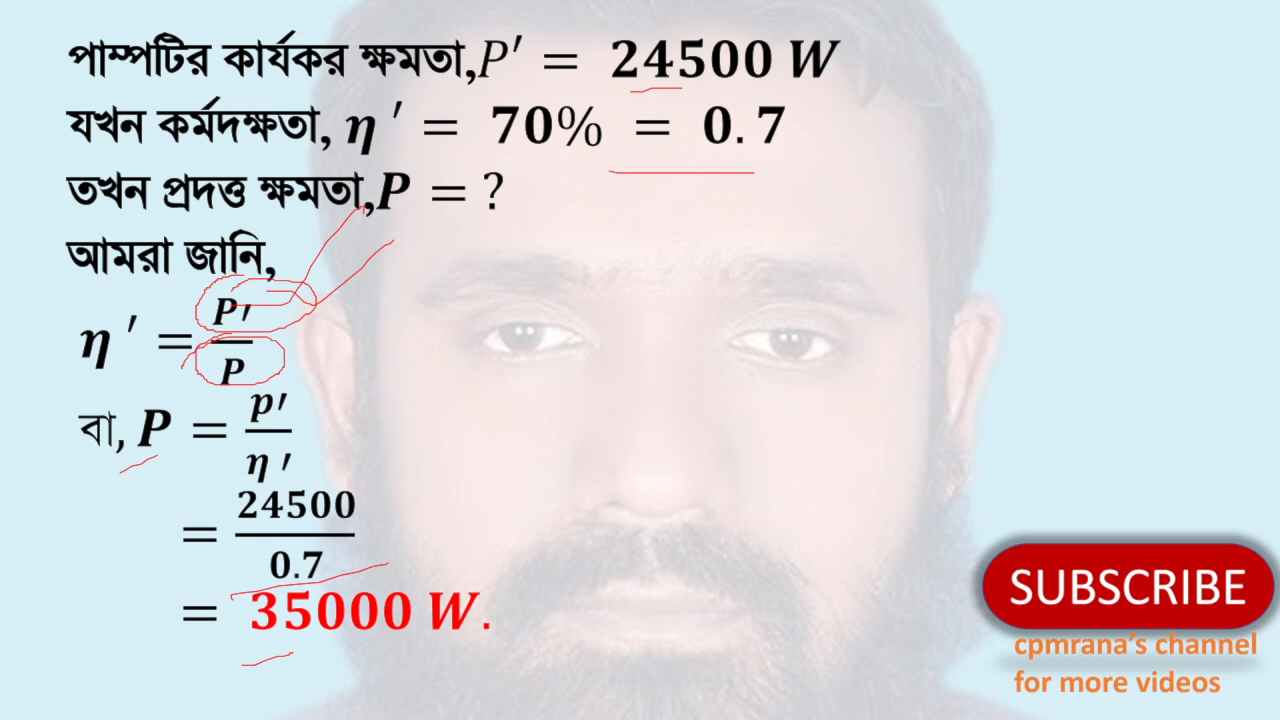 পাম্পটির কার্যকর ক্ষমতা,P′ = 24500 W
যখন কর্মদক্ষতা, η ′ = 70% = 0.7
তখন প্রদত্ত ক্ষমতা,P = ?
আমরা জানি,
η ′ = P′/P
বা, P = p′/η ′
= 24500/0.7
= 35000 W.
SUBSCRIBE
cpmrana's channel
for more videos